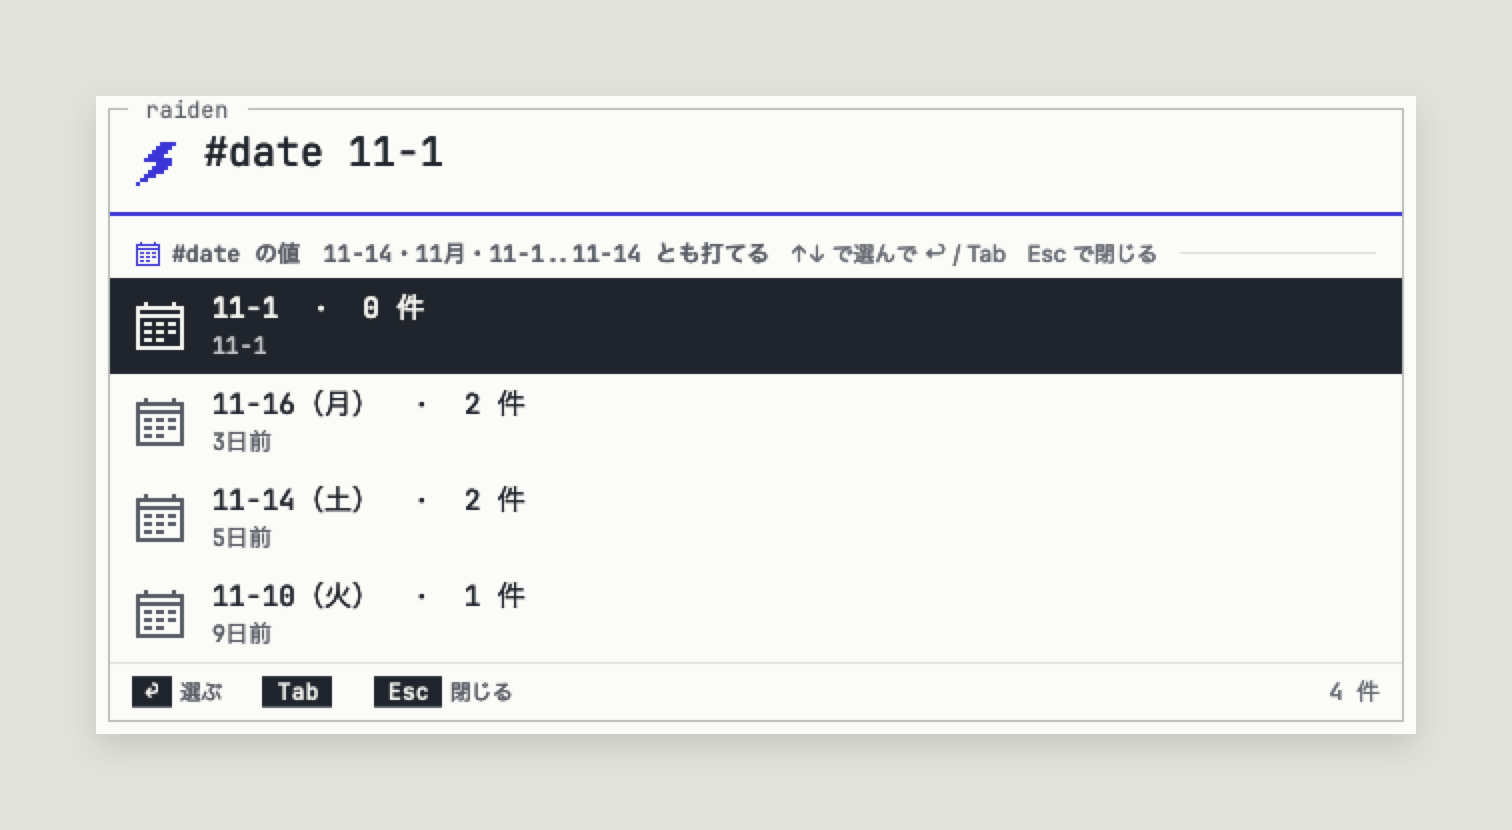 raiden
#date 11-1
#date の値 11-14・11月・11-1..11-14 とも打てる ↑↓ で選んで ⏎ / Tab Esc で閉じる
11-1 · 0 件
11-1
11-16（月） · 2 件
3日前
11-14（土） · 2 件
5日前
11-10（火） · 1 件
9日前
⏎ 選ぶ Tab Esc 閉じる 4 件